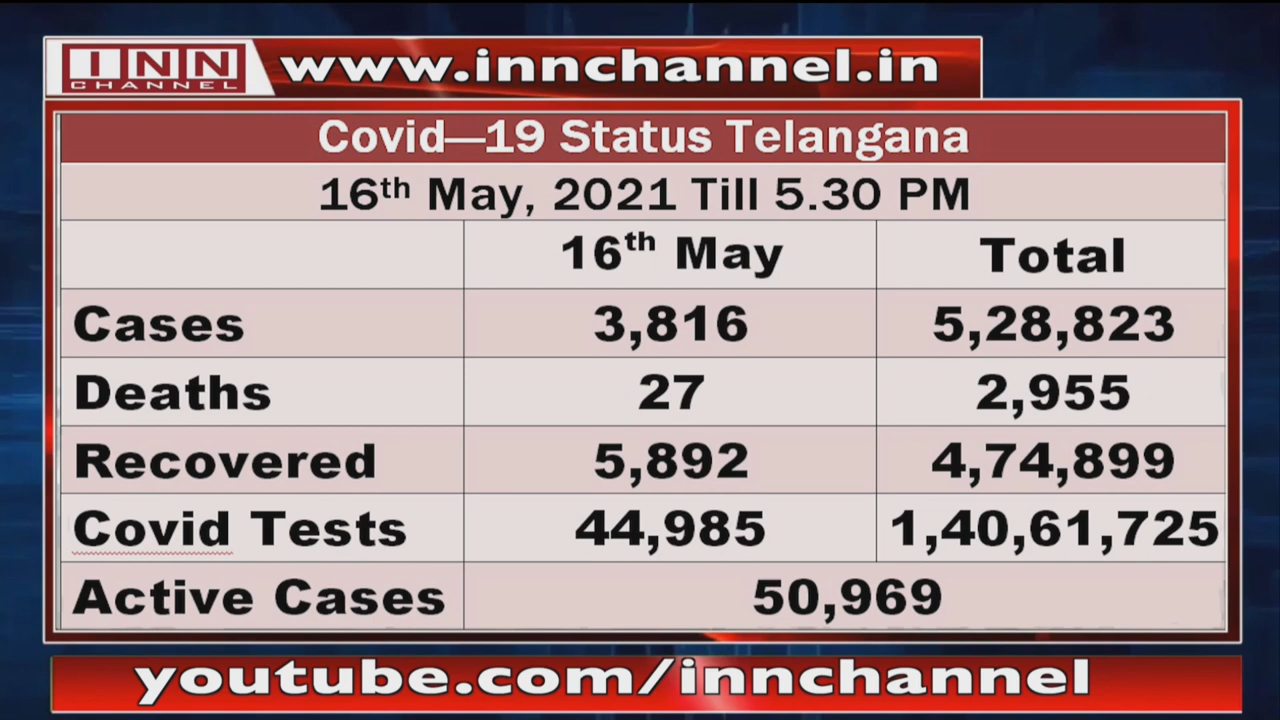 INN
CHANNEL
www.innchannel.in
Covid—19 Status Telangana
16th May, 2021 Till 5.30 PM
16th May Total
Cases 3,816 5,28,823
Deaths 27 2,955
Recovered 5,892 4,74,899
Covid Tests 44,985 1,40,61,725
Active Cases 50,969
youtube.com/innchannel